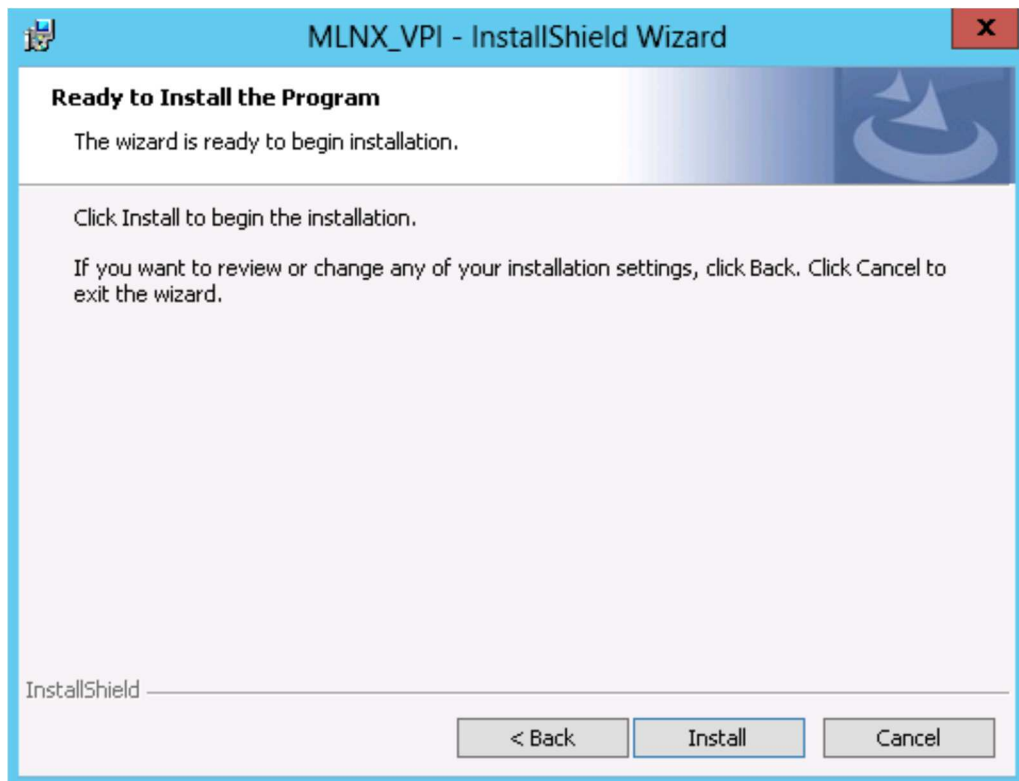 MLNX_VPI - InstallShield Wizard
x
Ready to Install the Program
The wizard is ready to begin installation.
Click Install to begin the installation.
If you want to review or change any of your installation settings, click Back. Click Cancel to
exit the wizard.
InstallShield
< Back Install Cancel